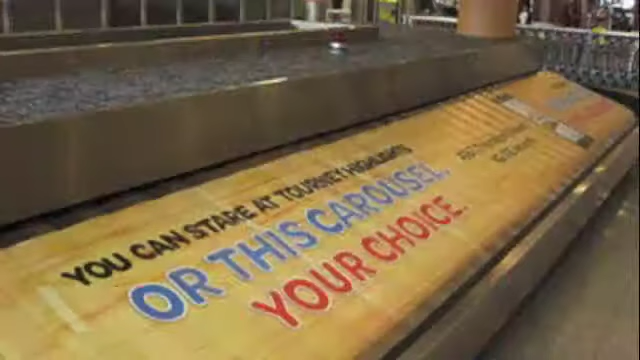 YOU CAN STARE AT TOURNEY HIGHLIGHTS
OR THIS CAROUSEL.
YOUR CHOICE.